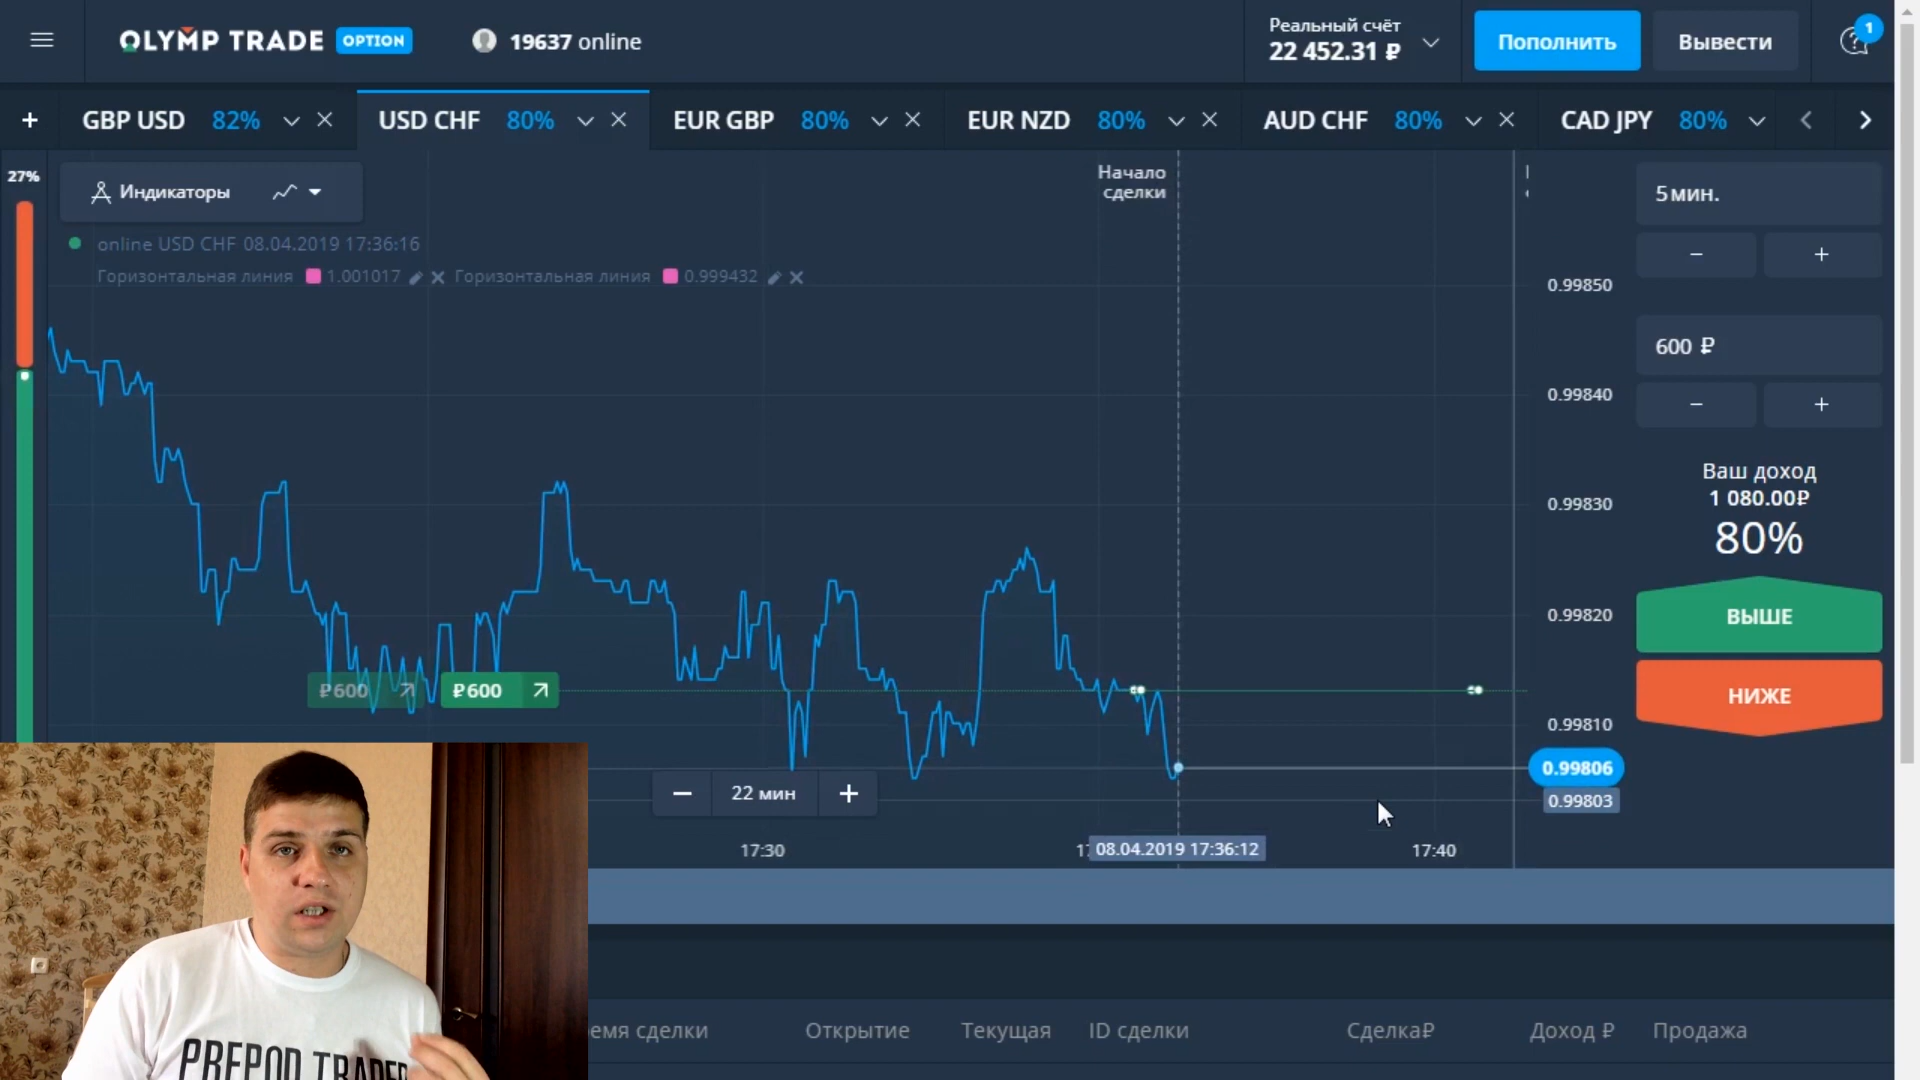 OLYMP TRADE OPTION
19637 online
Реальный счёт
22 452.31 ₽
Пополнить
Вывести
1
+
GBP USD 82%
USD CHF 80%
EUR GBP 80%
EUR NZD 80%
AUD CHF 80%
CAD JPY 80%
27%
Индикаторы
Начало
сделки
online USD CHF 08.04.2019 17:36:16
Горизонтальная линия 1.001017
Горизонтальная линия 0.999432
5 мин.
− +
600 ₽
− +
Ваш доход
1 080.00₽
80%
ВЫШЕ
НИЖЕ
0.99850
0.99840
0.99830
0.99820
0.99810
0.99806
0.99803
₽600
₽600
− 22 мин +
17:30
08.04.2019 17:36:12
17:40
емя сделки
Открытие
Текущая
ID сделки
Сделка₽
Доход ₽
Продажа
PREPOD TRADER